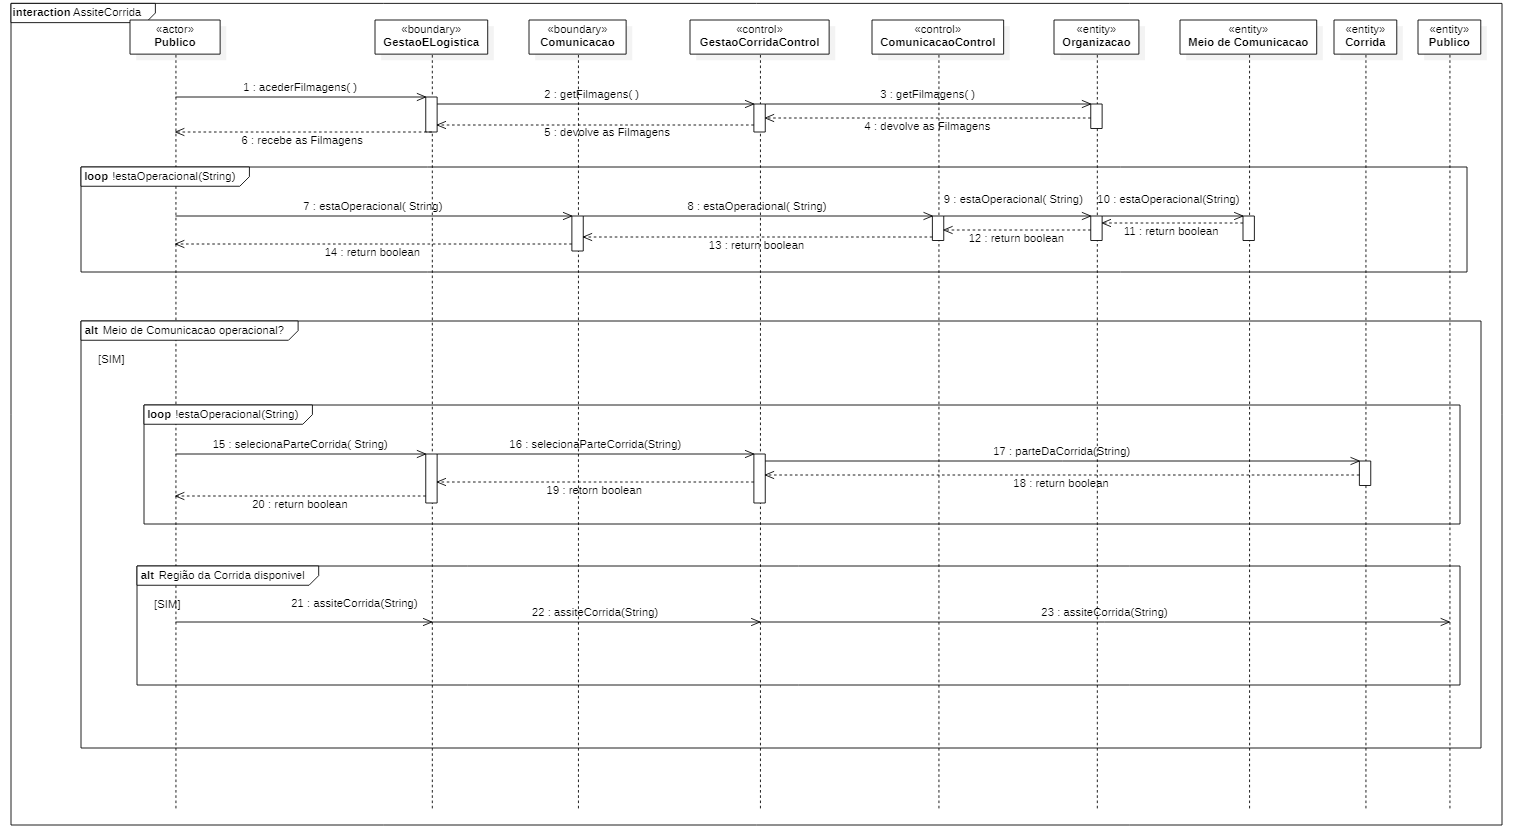 interaction AssiteCorrida
«actor»
Publico
«boundary»
GestaoELogistica
«boundary»
Comunicacao
«control»
GestaoCorridaControl
«control»
ComunicacaoControl
«entity»
Organizacao
«entity»
Meio de Comunicacao
«entity»
Corrida
«entity»
Publico
1 : acederFilmagens( )
2 : getFilmagens( )
3 : getFilmagens( )
4 : devolve as Filmagens
5 : devolve as Filmagens
6 : recebe as Filmagens
loop !estaOperacional(String)
7 : estaOperacional( String)
8 : estaOperacional( String)
9 : estaOperacional( String)
10 : estaOperacional(String)
11 : return boolean
12 : return boolean
13 : return boolean
14 : return boolean
alt Meio de Comunicacao operacional?
[SIM]
loop !estaOperacional(String)
15 : selecionaParteCorrida( String)
16 : selecionaParteCorrida(String)
17 : parteDaCorrida(String)
18 : return boolean
19 : retorn boolean
20 : return boolean
alt Região da Corrida disponivel
[SIM]
21 : assiteCorrida(String)
22 : assiteCorrida(String)
23 : assiteCorrida(String)